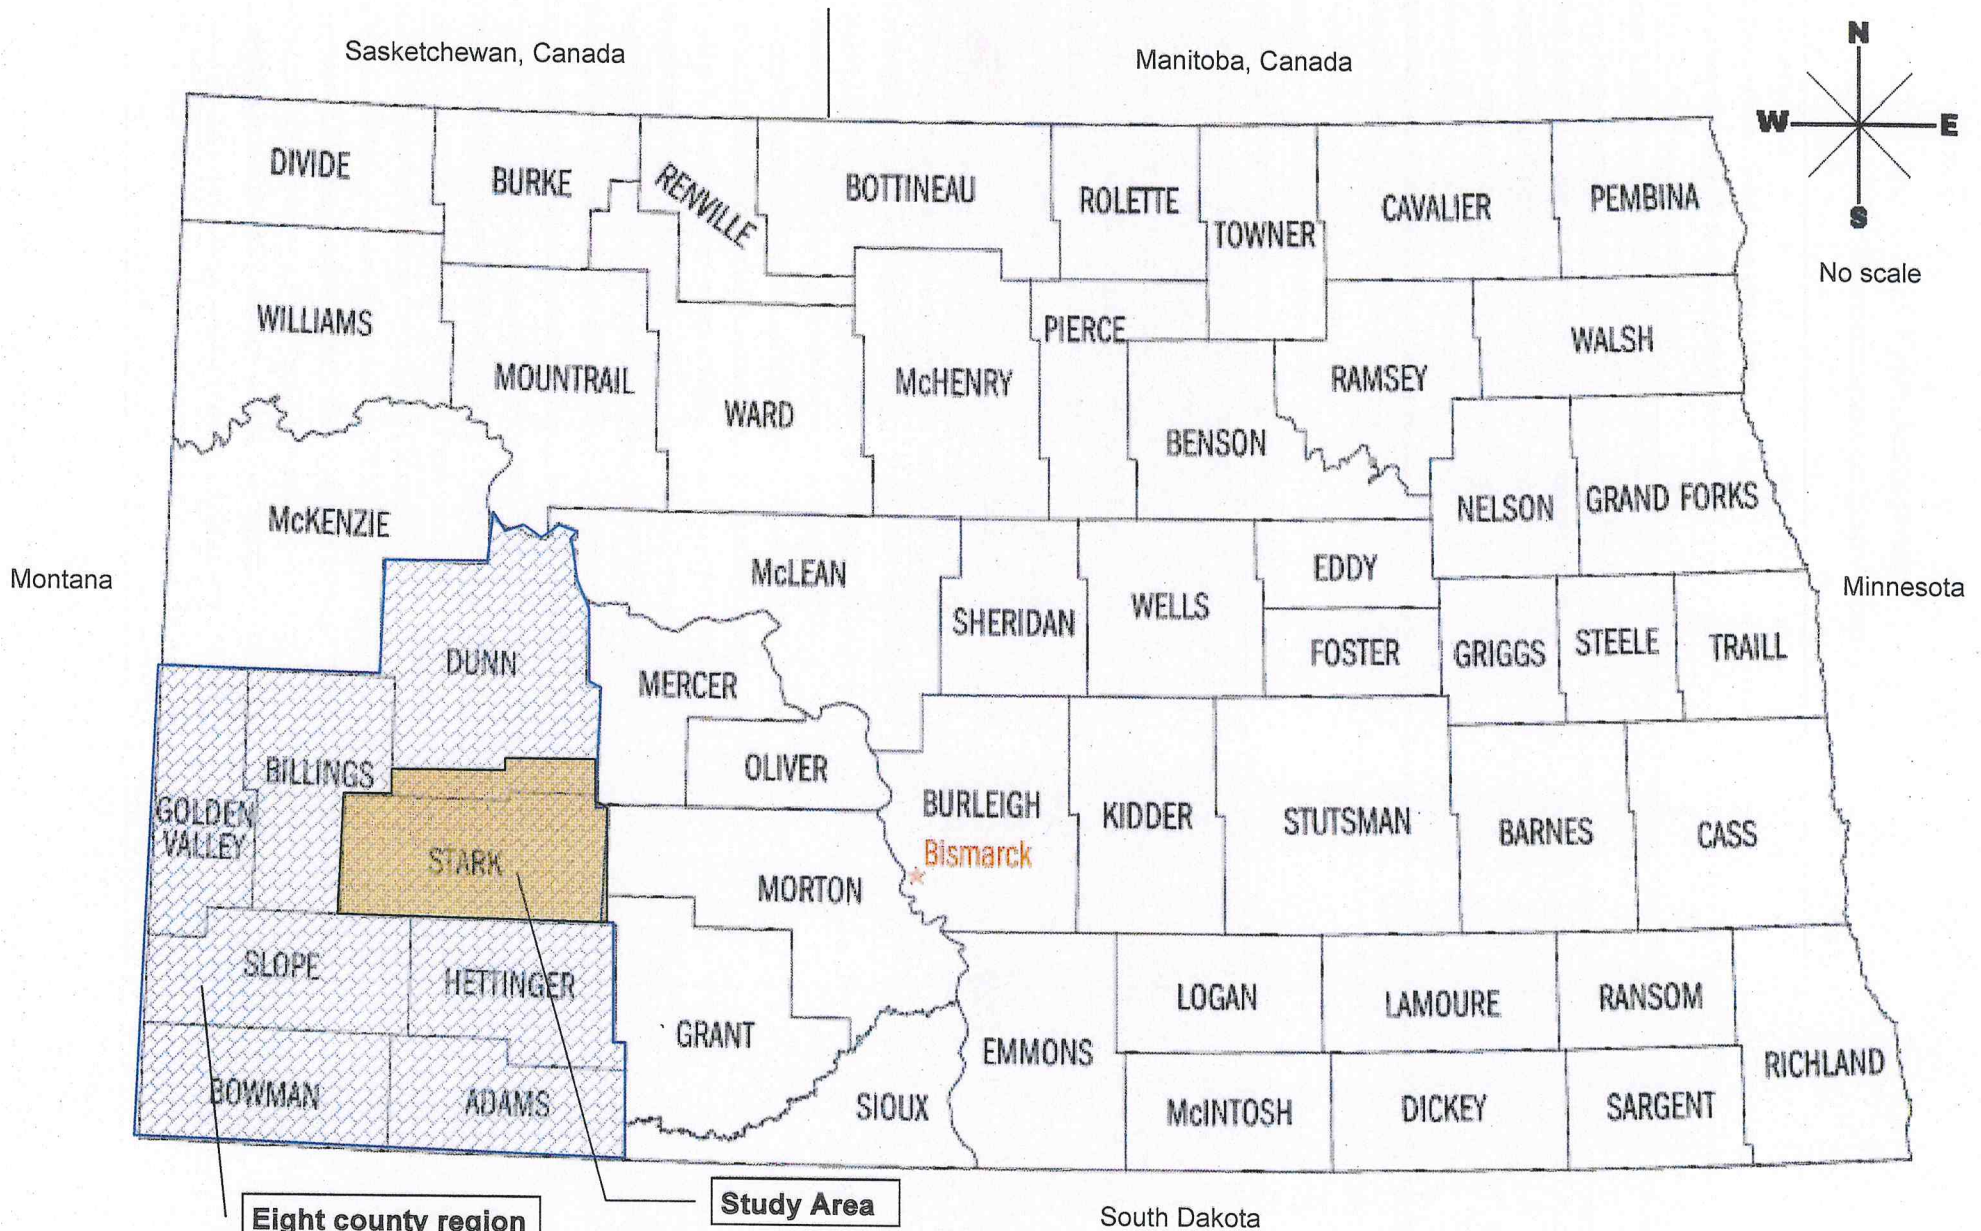 Sasketchewan, Canada
Manitoba, Canada
N
W
E
S
No scale
DIVIDE
BURKE
RENVILLE
BOTTINEAU
ROLETTE
TOWNER
CAVALIER
PEMBINA
WILLIAMS
MOUNTRAIL
WARD
McHENRY
PIERCE
BENSON
RAMSEY
WALSH
McKENZIE
NELSON
GRAND FORKS
Montana
Minnesota
McLEAN
SHERIDAN
WELLS
EDDY
FOSTER
GRIGGS
STEELE
TRAILL
DUNN
MERCER
OLIVER
BILLINGS
GOLDEN
VALLEY
STARK
BURLEIGH
Bismarck
KIDDER
STUTSMAN
BARNES
CASS
MORTON
SLOPE
HETTINGER
GRANT
LOGAN
LAMOURE
RANSOM
RICHLAND
BOWMAN
ADAMS
SIOUX
EMMONS
McINTOSH
DICKEY
SARGENT
Eight county region
Study Area
South Dakota